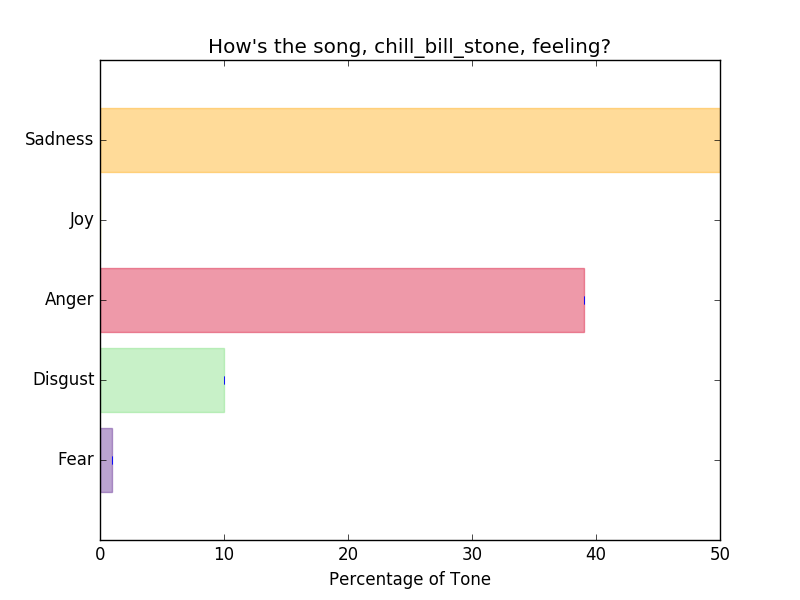 How's the song, chill_bill_stone, feeling?
Sadness
Joy
Anger
Disgust
Fear
0 10 20 30 40 50
Percentage of Tone